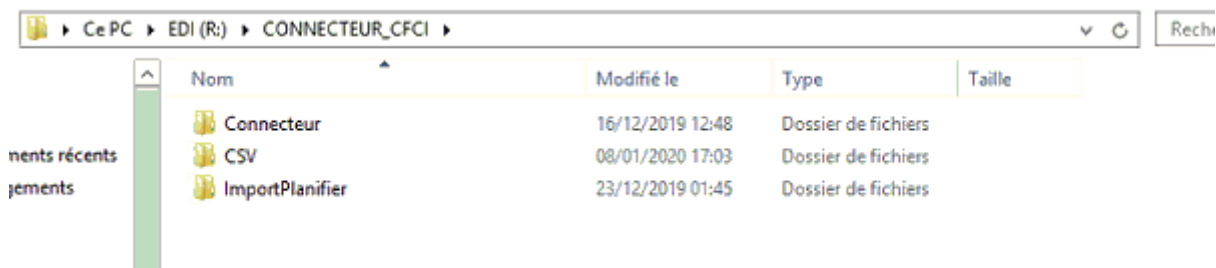 Ce PC EDI (R:) CONNECTEUR_CFCI Reche
Nom Modifié le Type Taille
Connecteur 16/12/2019 12:48 Dossier de fichiers
ments récents CSV 08/01/2020 17:03 Dossier de fichiers
gements ImportPlanifier 23/12/2019 01:45 Dossier de fichiers